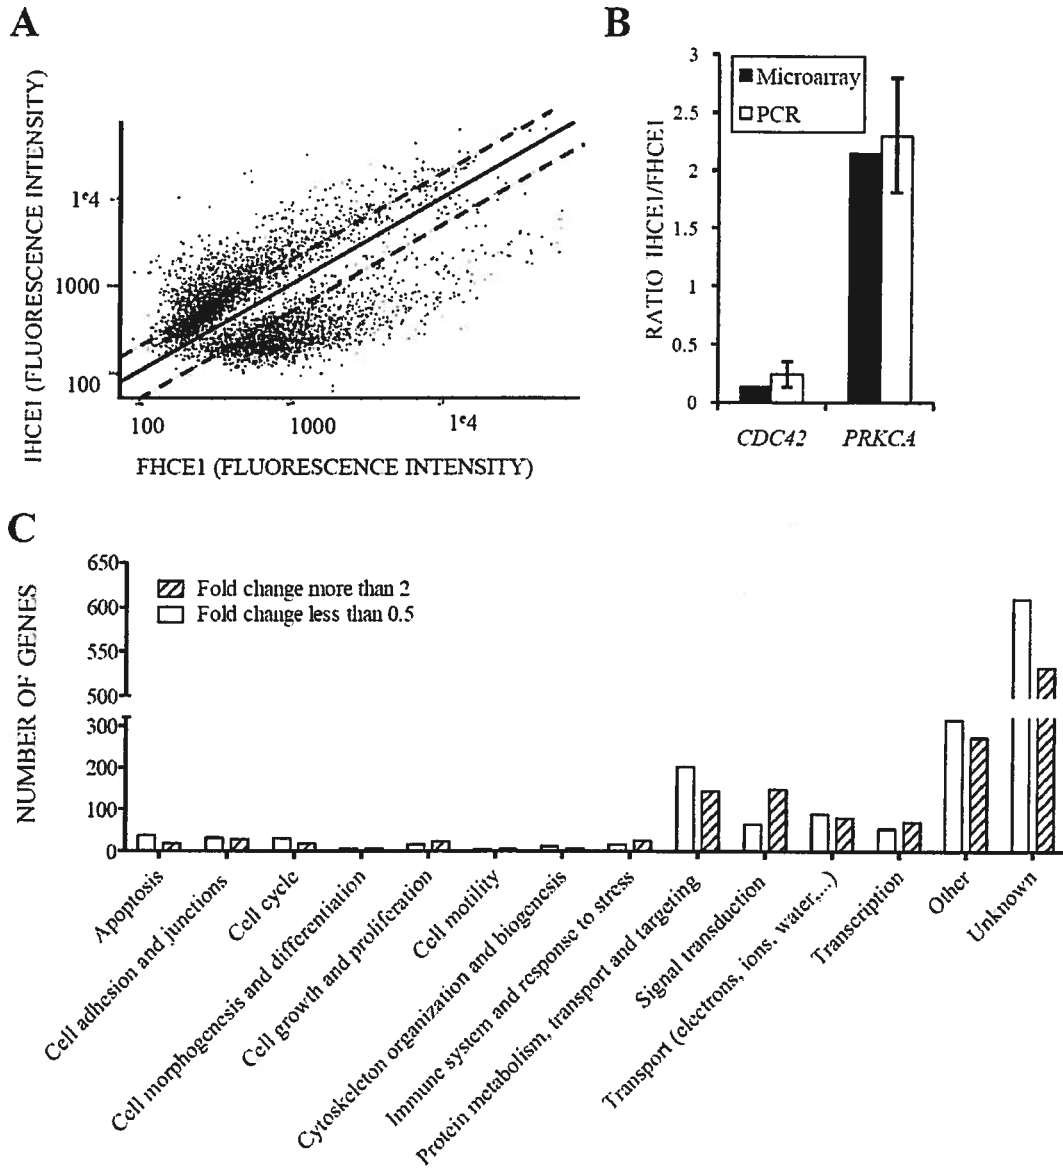 A
IHCE1 (FLUORESCENCE INTENSITY)
1e4
1000
100
100
1000
1e4
FHCE1 (FLUORESCENCE INTENSITY)
B
RATIO IHCE1/FHCE1
3
2.5
2
1.5
1
0.5
0
Microarray
PCR
CDC42
PRKCA
C
NUMBER OF GENES
650
600
550
500
300
200
100
0
Fold change more than 2
Fold change less than 0.5
Apoptosis
Cell adhesion and junctions
Cell cycle
Cell morphogenesis and differentiation
Cell growth and proliferation
Cell motility
Cytoskeleton organization and biogenesis
Immune system and response to stress
Protein metabolism, transport and targeting
Signal transduction
Transport (electrons, ions, water,...)
Transcription
Other
Unknown